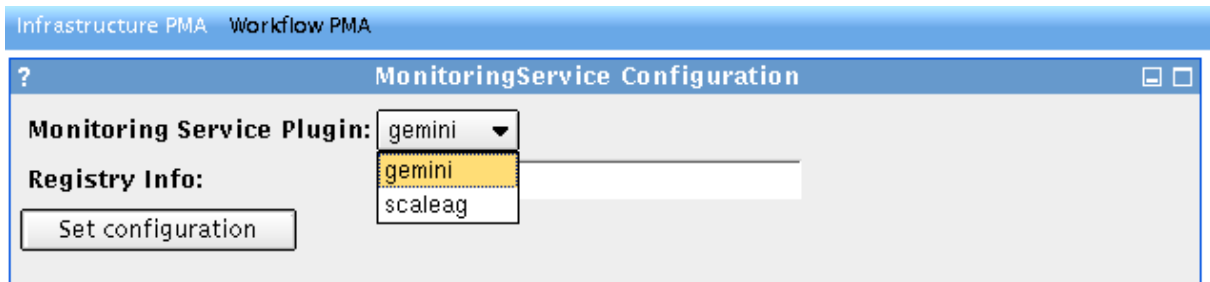 Infrastructure PMA Workflow PMA
? MonitoringService Configuration
Monitoring Service Plugin: gemini
gemini
Registry Info:
scaleag
Set configuration